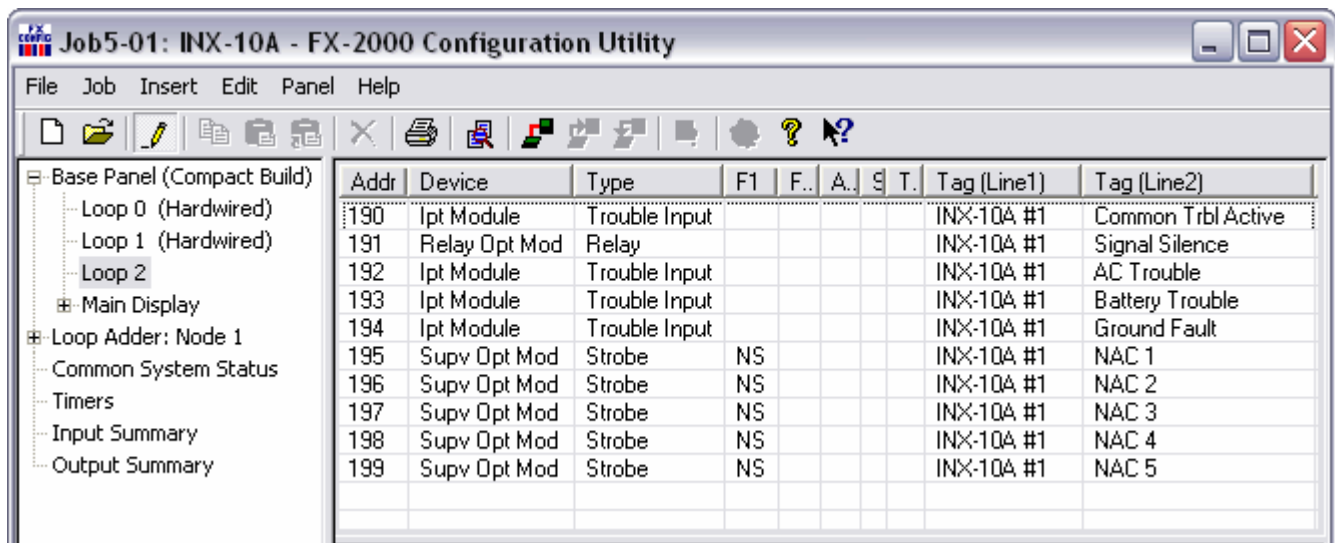 FX CONFIG Job5-01: INX-10A - FX-2000 Configuration Utility
File Job Insert Edit Panel Help
Base Panel (Compact Build)
Loop 0 (Hardwired)
Loop 1 (Hardwired)
Loop 2
Main Display
Loop Adder: Node 1
Common System Status
Timers
Input Summary
Output Summary
Addr Device Type F1 F.. A.. S T. Tag (Line1) Tag (Line2)
190 Ipt Module Trouble Input INX-10A #1 Common Trbl Active
191 Relay Opt Mod Relay INX-10A #1 Signal Silence
192 Ipt Module Trouble Input INX-10A #1 AC Trouble
193 Ipt Module Trouble Input INX-10A #1 Battery Trouble
194 Ipt Module Trouble Input INX-10A #1 Ground Fault
195 Supv Opt Mod Strobe NS INX-10A #1 NAC 1
196 Supv Opt Mod Strobe NS INX-10A #1 NAC 2
197 Supv Opt Mod Strobe NS INX-10A #1 NAC 3
198 Supv Opt Mod Strobe NS INX-10A #1 NAC 4
199 Supv Opt Mod Strobe NS INX-10A #1 NAC 5